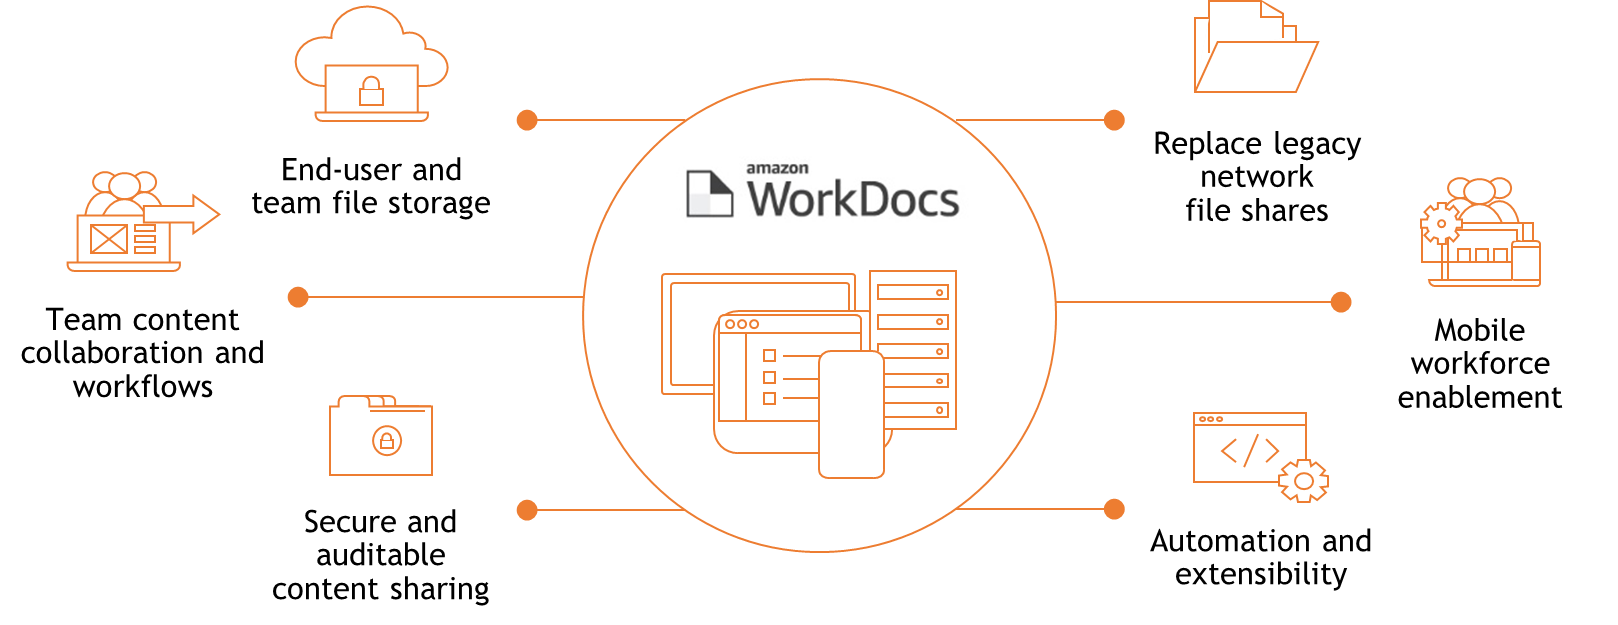 End-user and
team file storage
Team content
collaboration and
workflows
Secure and
auditable
content sharing
amazon
WorkDocs
Replace legacy
network
file shares
Mobile
workforce
enablement
Automation and
extensibility